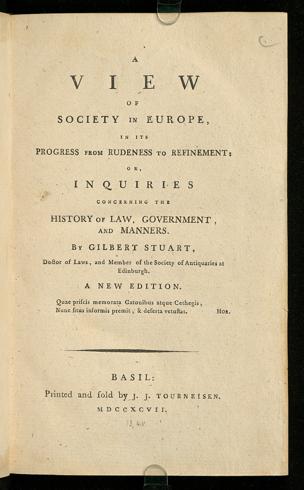 A
VIEW
OF
SOCIETY IN EUROPE,
IN ITS
PROGRESS FROM RUDENESS TO REFINEMENT:
OR,
INQUIRIES
CONCERNING THE
HISTORY OF LAW, GOVERNMENT,
AND MANNERS.
BY GILBERT STUART,
Doctor of Laws, and Member of the Society of Antiquaries at
Edinburgh.
A NEW EDITION.
Quae priscis memorata Catonibus atque Cethegis,
Nunc situs informis premit, & deserta vetustas. HOR.
BASIL:
Printed and sold by J. J. TOURNEISEN.
MDCCXCVII.